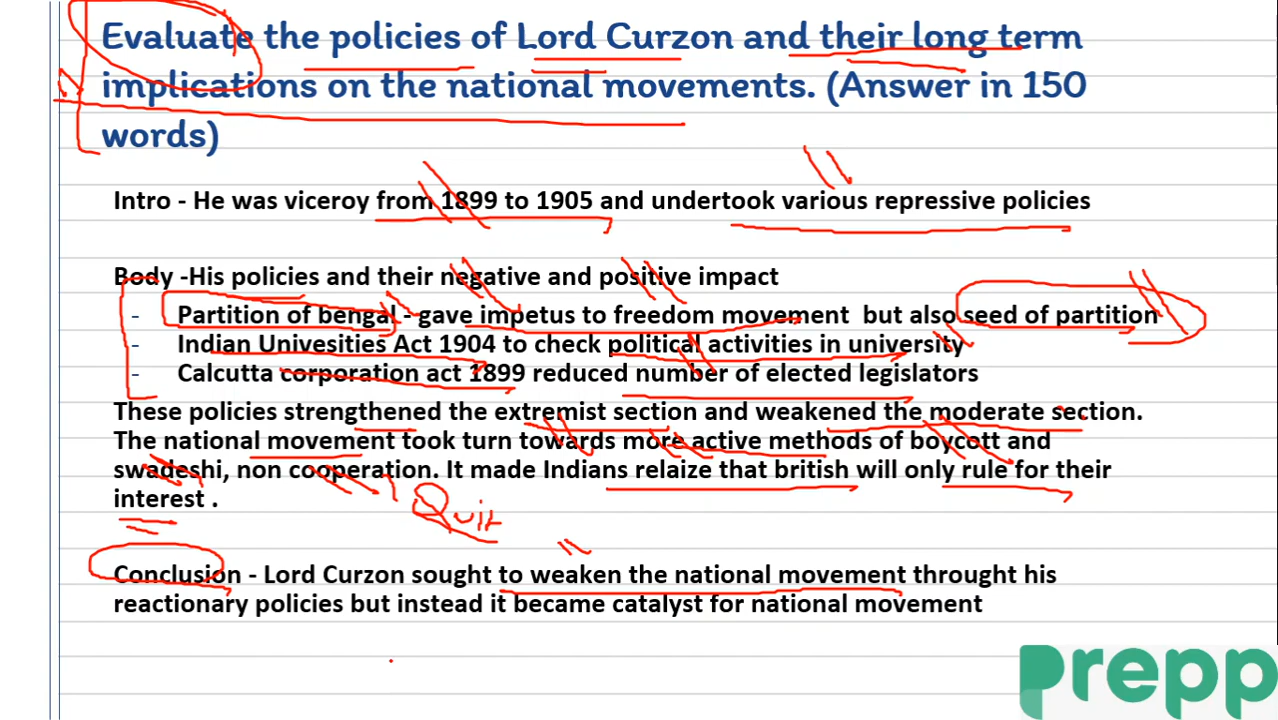 Evaluate the policies of Lord Curzon and their long term
implications on the national movements. (Answer in 150
words)
Intro - He was viceroy from 1899 to 1905 and undertook various repressive policies
Body -His policies and their negative and positive impact
- Partition of bengal - gave impetus to freedom movement but also seed of partition
- Indian Univesities Act 1904 to check political activities in university
- Calcutta corporation act 1899 reduced number of elected legislators
These policies strengthened the extremist section and weakened the moderate section.
The national movement took turn towards more active methods of boycott and
swadeshi, non cooperation. It made Indians relaize that british will only rule for their
interest .
Quit
Conclusion - Lord Curzon sought to weaken the national movement throught his
reactionary policies but instead it became catalyst for national movement
prepp